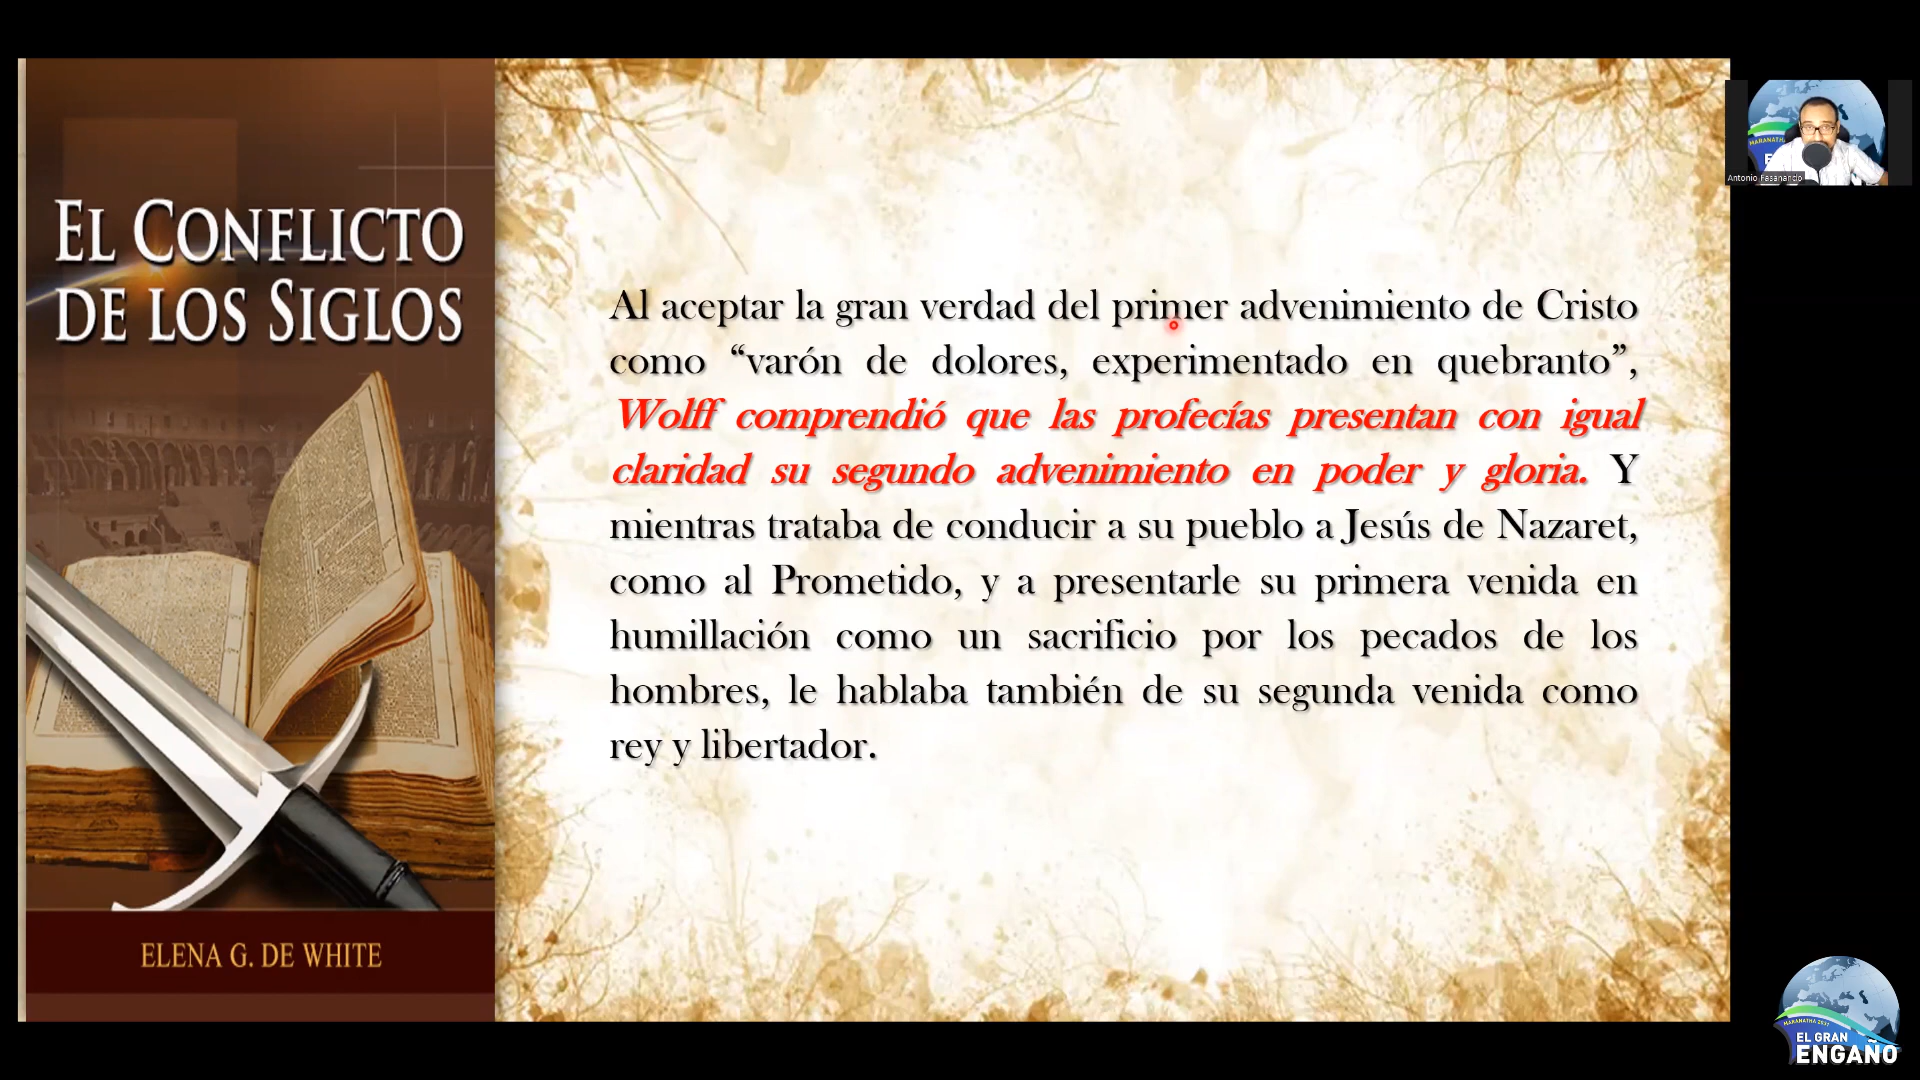 EL CONFLICTO
DE LOS SIGLOS
ELENA G. DE WHITE
Al aceptar la gran verdad del primer advenimiento de Cristo
como “varón de dolores, experimentado en quebranto”,
Wolff comprendió que las profecías presentan con igual
claridad su segundo advenimiento en poder y gloria. Y
mientras trataba de conducir a su pueblo a Jesús de Nazaret,
como al Prometido, y a presentarle su primera venida en
humillación como un sacrificio por los pecados de los
hombres, le hablaba también de su segunda venida como
rey y libertador.
MARANATHA
E
Antonio Fasanando
MARANATHA 2031
EL GRAN
ENGAÑO